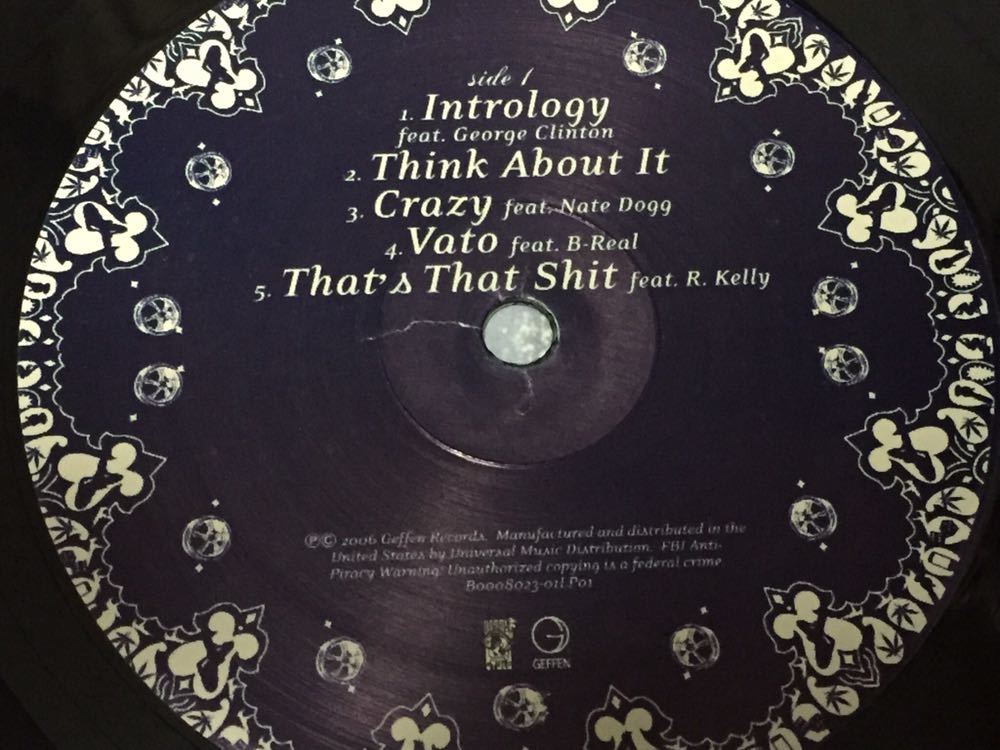 side 1
1. Intrology
feat. George Clinton
2. Think About It
3. Crazy feat. Nate Dogg
4. Vato feat. B-Real
5. That's That Shit feat. R. Kelly
℗© 2006 Geffen Records. Manufactured and distributed in the
United States by Universal Music Distribution. FBI Anti-
Piracy Warning: Unauthorized copying is a federal crime
B0008023-01L P01
GEFFEN